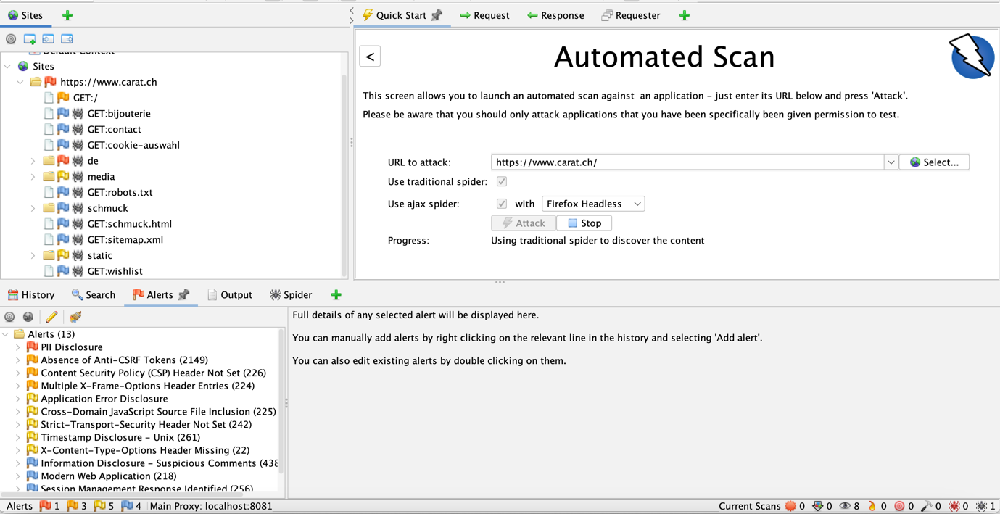 Sites
Quick Start
Request
Response
Requester
Default Context
Sites
https://www.carat.ch
GET:/
GET:bijouterie
GET:contact
GET:cookie-auswahl
de
media
GET:robots.txt
schmuck
GET:schmuck.html
GET:sitemap.xml
static
GET:wishlist
<
Automated Scan
This screen allows you to launch an automated scan against an application – just enter its URL below and press 'Attack'.
Please be aware that you should only attack applications that you have been specifically been given permission to test.
URL to attack: https://www.carat.ch/ Select...
Use traditional spider:
Use ajax spider: with Firefox Headless
Attack Stop
Progress: Using traditional spider to discover the content
History Search Alerts Output Spider
Alerts (13)
PII Disclosure
Absence of Anti-CSRF Tokens (2149)
Content Security Policy (CSP) Header Not Set (226)
Multiple X-Frame-Options Header Entries (224)
Application Error Disclosure
Cross-Domain JavaScript Source File Inclusion (225)
Strict-Transport-Security Header Not Set (242)
Timestamp Disclosure – Unix (261)
X-Content-Type-Options Header Missing (22)
Information Disclosure – Suspicious Comments (438
Modern Web Application (218)
Session Management Response Identified (256)
Full details of any selected alert will be displayed here.
You can manually add alerts by right clicking on the relevant line in the history and selecting 'Add alert'.
You can also edit existing alerts by double clicking on them.
Alerts 1 3 5 4 Main Proxy: localhost:8081
Current Scans 0 0 8 0 0 0 0 1